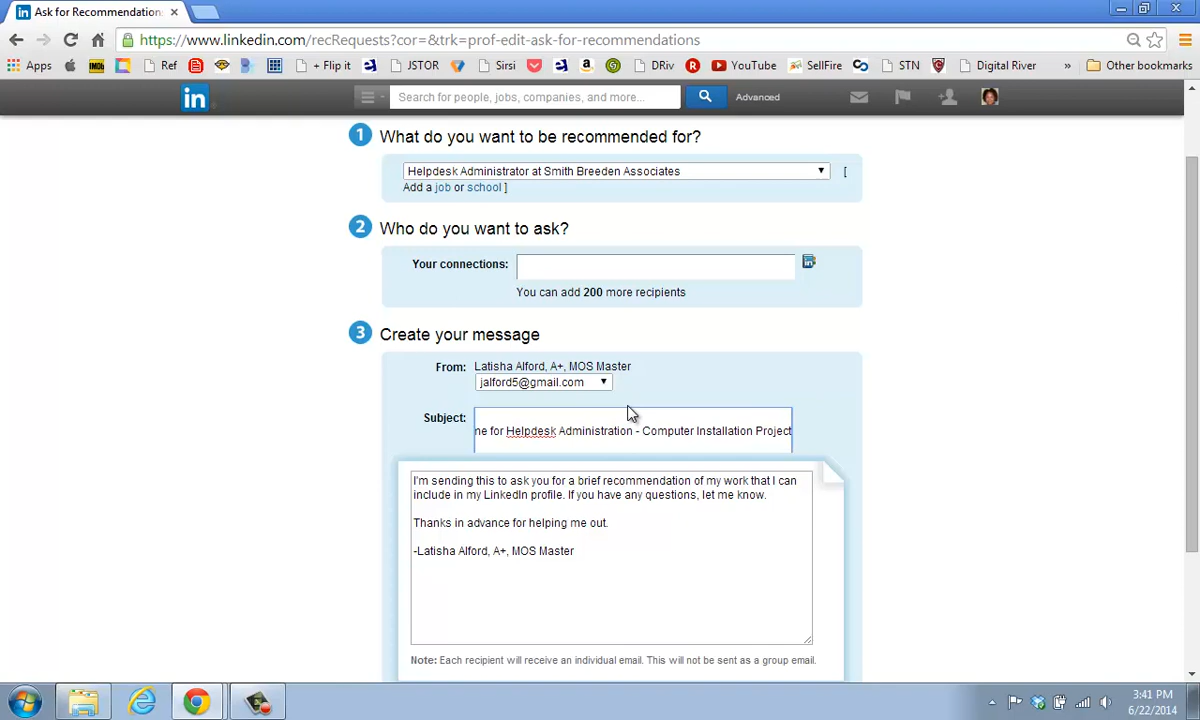 Ask for Recommendations
https://www.linkedin.com/recRequests?cor=&trk=prof-edit-ask-for-recommendations
Apps Ref + Flip it JSTOR Sirsi DRiv YouTube SellFire STN Digital River » Other bookmarks
in Search for people, jobs, companies, and more... Advanced
1 What do you want to be recommended for?
Helpdesk Administrator at Smith Breeden Associates [
Add a job or school ]
2 Who do you want to ask?
Your connections:
You can add 200 more recipients
3 Create your message
From: Latisha Alford, A+, MOS Master
jalford5@gmail.com
Subject: ne for Helpdesk Administration - Computer Installation Project
I'm sending this to ask you for a brief recommendation of my work that I can
include in my LinkedIn profile. If you have any questions, let me know.
Thanks in advance for helping me out.
-Latisha Alford, A+, MOS Master
Note: Each recipient will receive an individual email. This will not be sent as a group email.
3:41 PM
6/22/2014